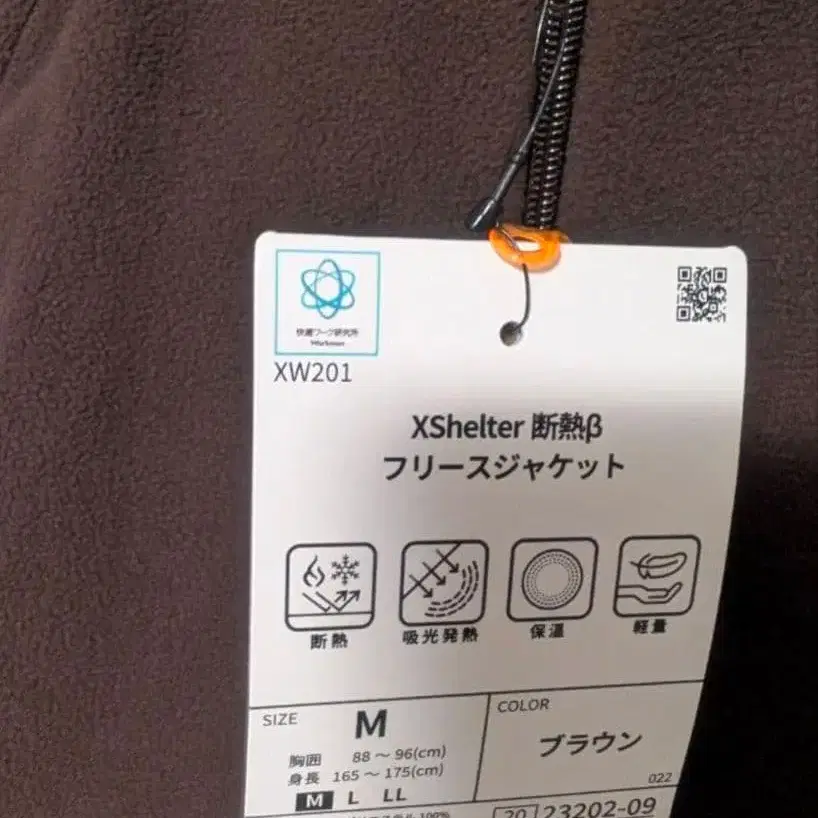 快適ワーク研究所
Workman
XW201
XShelter 断熱β
フリースジャケット
断熱 吸光発熱 保温 軽量
SIZE M
胸囲 88～96(cm)
身長 165～175(cm)
M L LL
COLOR
ブラウン
022
100%
20 23202-09